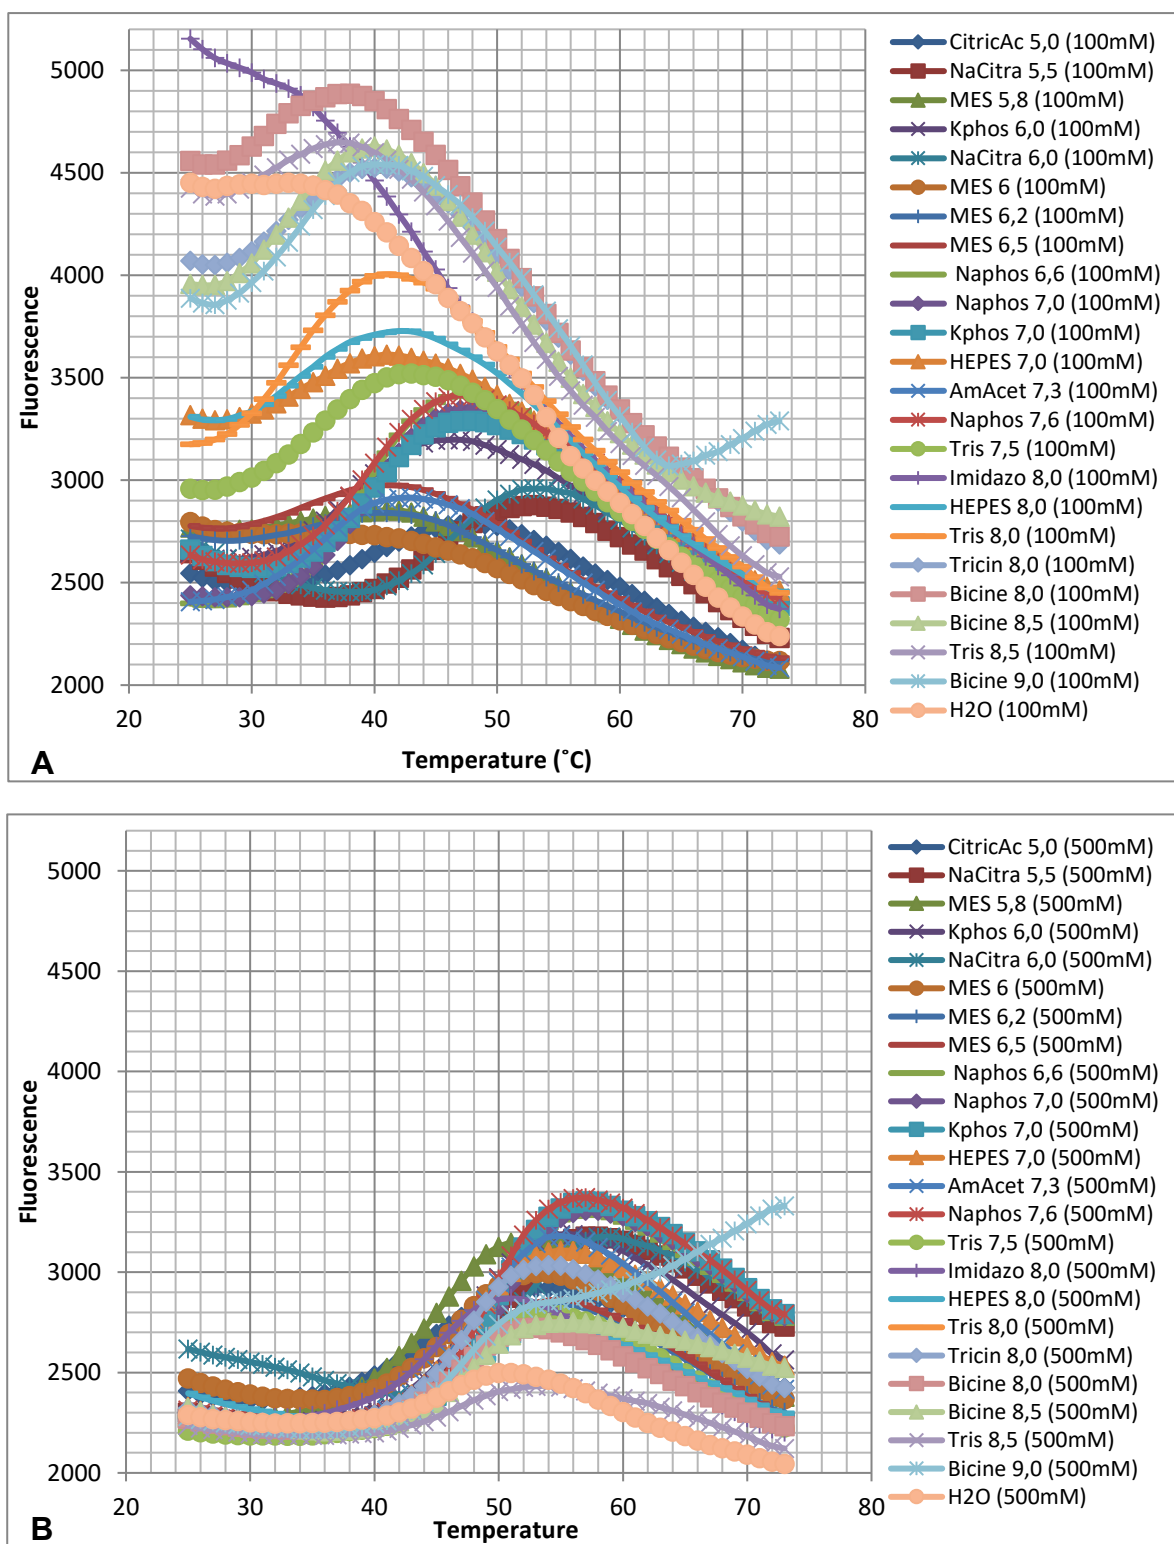 5000
4500
4000
3500
3000
2500
2000
Fluorescence
20 30 40 50 60 70 80
Temperature (˚C)
A
CitricAc 5,0 (100mM)
NaCitra 5,5 (100mM)
MES 5,8 (100mM)
Kphos 6,0 (100mM)
NaCitra 6,0 (100mM)
MES 6 (100mM)
MES 6,2 (100mM)
MES 6,5 (100mM)
Naphos 6,6 (100mM)
Naphos 7,0 (100mM)
Kphos 7,0 (100mM)
HEPES 7,0 (100mM)
AmAcet 7,3 (100mM)
Naphos 7,6 (100mM)
Tris 7,5 (100mM)
Imidazo 8,0 (100mM)
HEPES 8,0 (100mM)
Tris 8,0 (100mM)
Tricin 8,0 (100mM)
Bicine 8,0 (100mM)
Bicine 8,5 (100mM)
Tris 8,5 (100mM)
Bicine 9,0 (100mM)
H2O (100mM)
5000
4500
4000
3500
3000
2500
2000
Fluorescence
20 30 40 50 60 70 80
Temperature
B
CitricAc 5,0 (500mM)
NaCitra 5,5 (500mM)
MES 5,8 (500mM)
Kphos 6,0 (500mM)
NaCitra 6,0 (500mM)
MES 6 (500mM)
MES 6,2 (500mM)
MES 6,5 (500mM)
Naphos 6,6 (500mM)
Naphos 7,0 (500mM)
Kphos 7,0 (500mM)
HEPES 7,0 (500mM)
AmAcet 7,3 (500mM)
Naphos 7,6 (500mM)
Tris 7,5 (500mM)
Imidazo 8,0 (500mM)
HEPES 8,0 (500mM)
Tris 8,0 (500mM)
Tricin 8,0 (500mM)
Bicine 8,0 (500mM)
Bicine 8,5 (500mM)
Tris 8,5 (500mM)
Bicine 9,0 (500mM)
H2O (500mM)